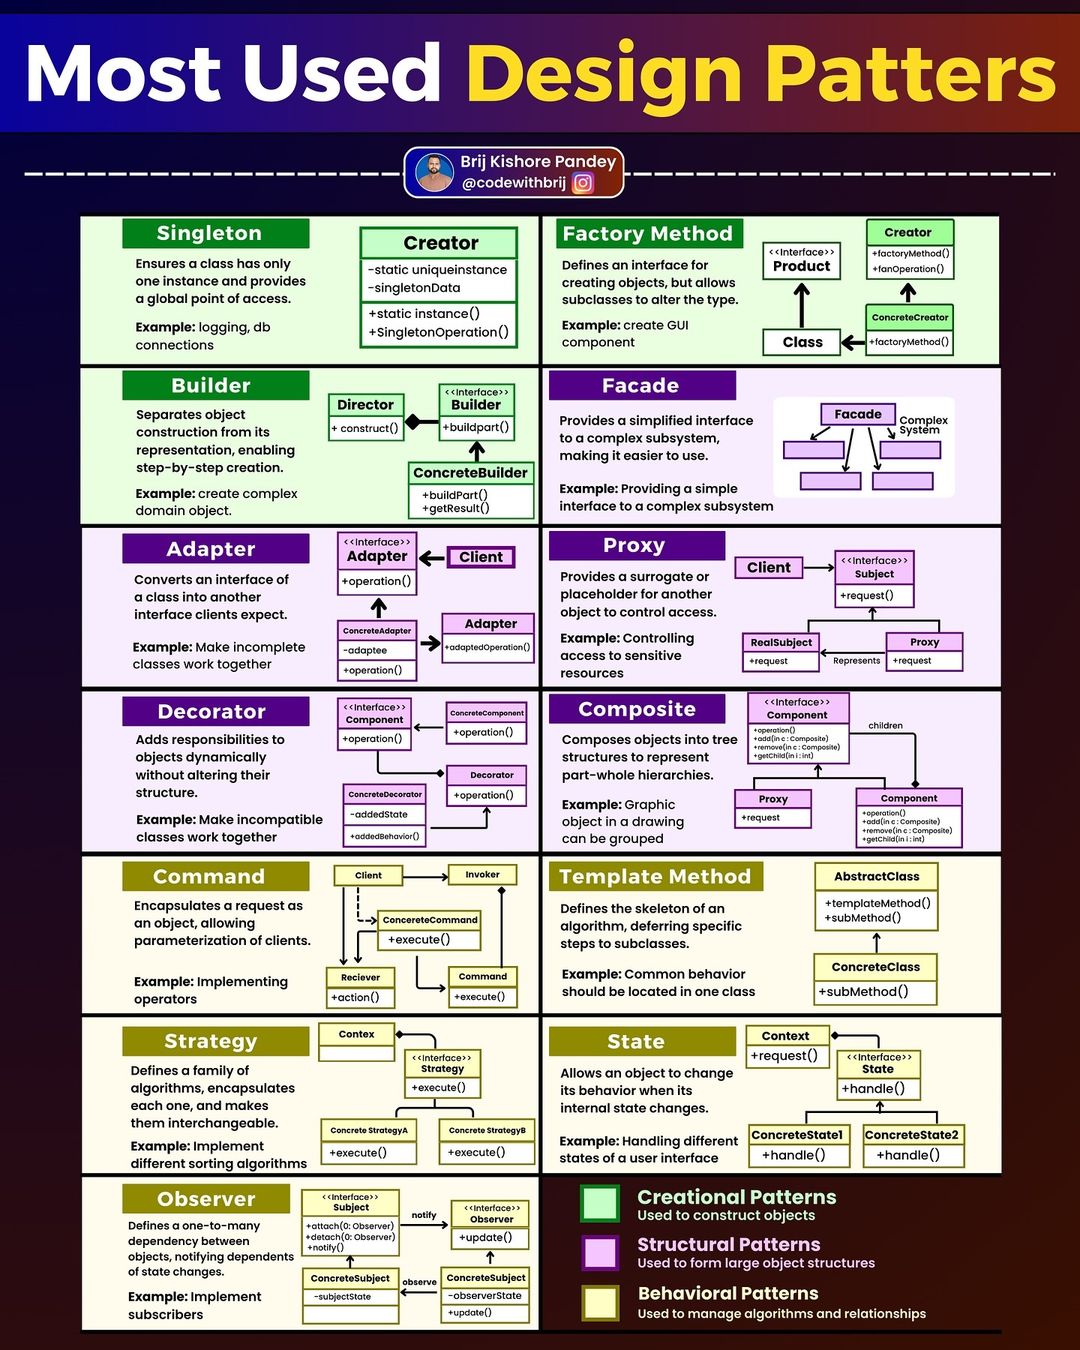 Most Used Design Patters
Brij Kishore Pandey
@codewithbrij
Singleton
Ensures a class has only
one instance and provides
a global point of access.
Example: logging, db
connections
Creator
-static uniqueinstance
-singletonData
+static instance()
+SingletonOperation()
Factory Method
Defines an interface for
creating objects, but allows
subclasses to alter the type.
Example: create GUI
component
<<Interface>>
Product
Class
Creator
+factoryMethod()
+fanOperation()
ConcreteCreator
+factoryMethod()
Builder
Separates object
construction from its
representation, enabling
step-by-step creation.
Example: create complex
domain object.
Director
+ construct()
<<Interface>>
Builder
+buildpart()
ConcreteBuilder
+buildPart()
+getResult()
Facade
Provides a simplified interface
to a complex subsystem,
making it easier to use.
Example: Providing a simple
interface to a complex subsystem
Facade
Complex
System
Adapter
Converts an interface of
a class into another
interface clients expect.
Example: Make incomplete
classes work together
<<Interface>>
Adapter
+operation()
Client
ConcreteAdapter
-adaptee
+operation()
Adapter
+adaptedOperation()
Proxy
Provides a surrogate or
placeholder for another
object to control access.
Example: Controlling
access to sensitive
resources
Client
<<Interface>>
Subject
+request()
RealSubject
+request
Represents
Proxy
+request
Decorator
Adds responsibilities to
objects dynamically
without altering their
structure.
Example: Make incompatible
classes work together
<<Interface>>
Component
+operation()
ConcreteComponent
+operation()
Decorator
+operation()
ConcreteDecorator
-addedState
+addedBehavior()
Composite
Composes objects into tree
structures to represent
part-whole hierarchies.
Example: Graphic
object in a drawing
can be grouped
<<Interface>>
Component
+operation()
+add(in c : Composite)
+remove(in c : Composite)
+getChild(in i : int)
children
Proxy
+request
Component
+operation()
+add(in c : Composite)
+remove(in c : Composite)
+getChild(in i : int)
Command
Encapsulates a request as
an object, allowing
parameterization of clients.
Example: Implementing
operators
Client
Invoker
ConcereteCommand
+execute()
Reciever
+action()
Command
+execute()
Template Method
Defines the skeleton of an
algorithm, deferring specific
steps to subclasses.
Example: Common behavior
should be located in one class
AbstractClass
+templateMethod()
+subMethod()
ConcreteClass
+subMethod()
Strategy
Defines a family of
algorithms, encapsulates
each one, and makes
them interchangeable.
Example: Implement
different sorting algorithms
Contex
<<Interface>>
Strategy
+execute()
Concrete StrategyA
+execute()
Concrete StrategyB
+execute()
State
Allows an object to change
its behavior when its
internal state changes.
Example: Handling different
states of a user interface
Context
+request()
<<Interface>>
State
+handle()
ConcreteState1
+handle()
ConcreteState2
+handle()
Observer
Defines a one-to-many
dependency between
objects, notifying dependents
of state changes.
Example: Implement
subscribers
<<Interface>>
Subject
+attach(0: Observer)
+detach(0: Observer)
+notify()
notify
<<Interface>>
Observer
+update()
ConcreteSubject
-subjectState
observe
ConcreteSubject
-observerState
+update()
Creational Patterns
Used to construct objects
Structural Patterns
Used to form large object structures
Behavioral Patterns
Used to manage algorithms and relationships